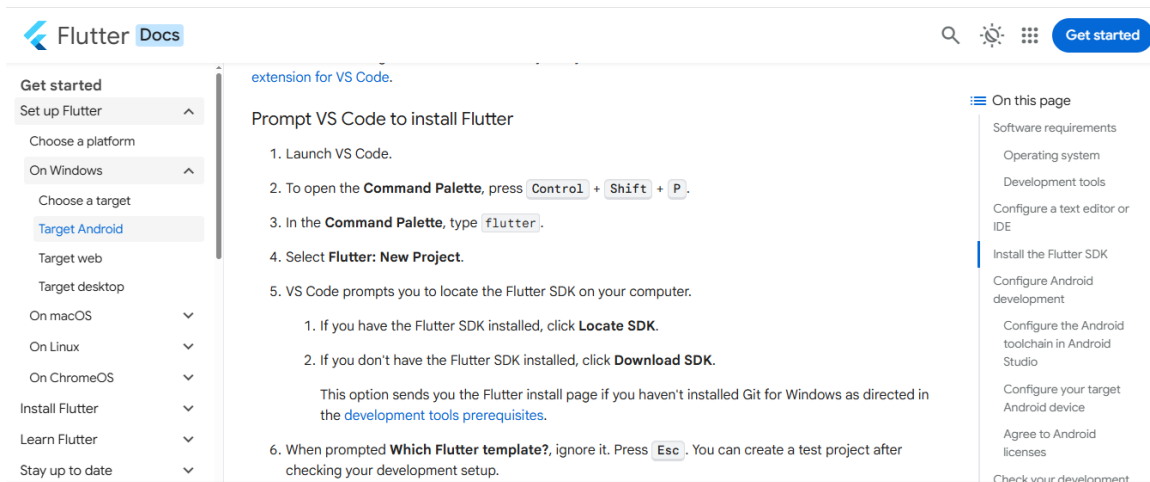 Flutter Docs
Get started
Get started
Set up Flutter
Choose a platform
On Windows
Choose a target
Target Android
Target web
Target desktop
On macOS
On Linux
On ChromeOS
Install Flutter
Learn Flutter
Stay up to date
extension for VS Code.
Prompt VS Code to install Flutter
1. Launch VS Code.
2. To open the Command Palette, press Control + Shift + P.
3. In the Command Palette, type flutter.
4. Select Flutter: New Project.
5. VS Code prompts you to locate the Flutter SDK on your computer.
1. If you have the Flutter SDK installed, click Locate SDK.
2. If you don't have the Flutter SDK installed, click Download SDK.
This option sends you the Flutter install page if you haven't installed Git for Windows as directed in
the development tools prerequisites.
6. When prompted Which Flutter template?, ignore it. Press Esc. You can create a test project after
checking your development setup.
On this page
Software requirements
Operating system
Development tools
Configure a text editor or
IDE
Install the Flutter SDK
Configure Android
development
Configure the Android
toolchain in Android
Studio
Configure your target
Android device
Agree to Android
licenses
Check your development